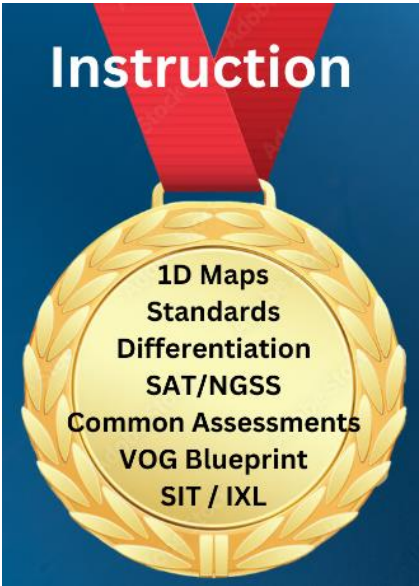 Instruction
1D Maps
Standards
Differentiation
SAT/NGSS
Common Assessments
VOG Blueprint
SIT / IXL